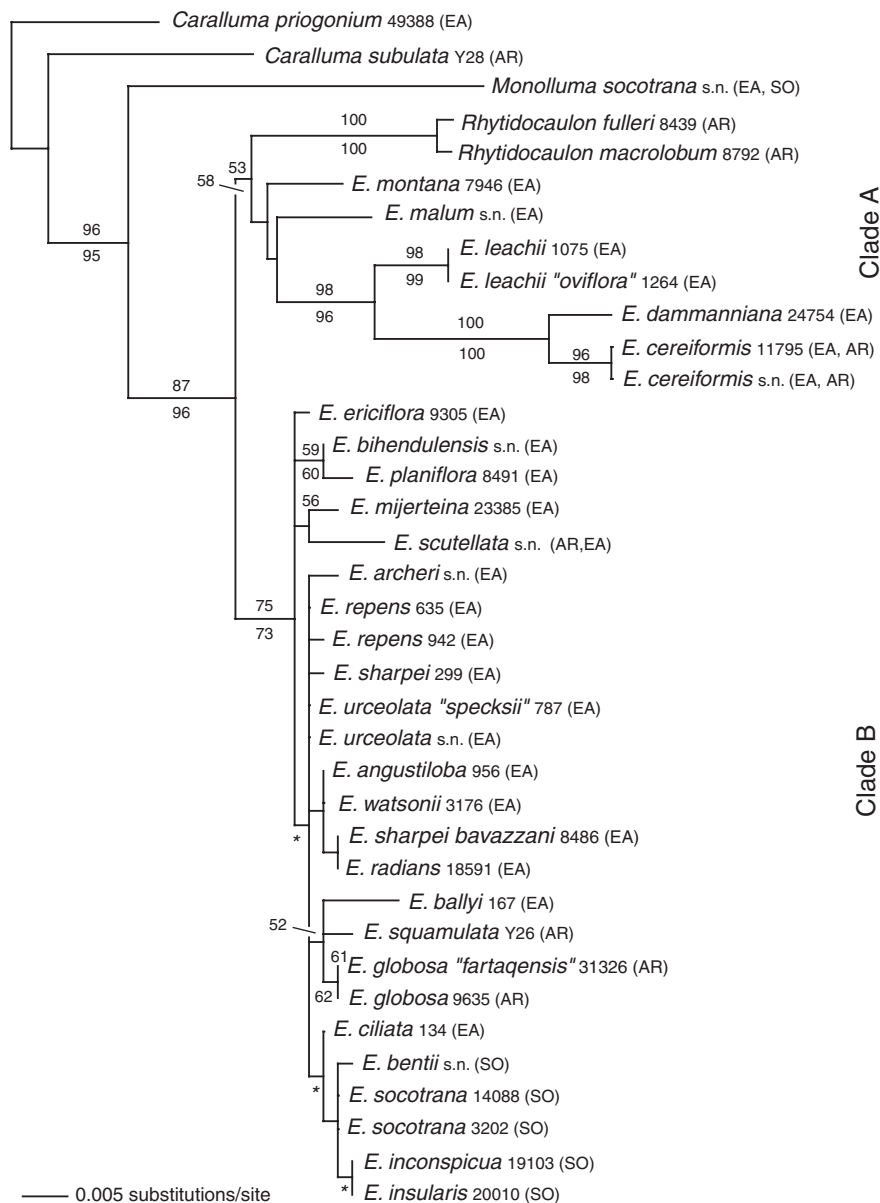 Caralluma priogonium 49388 (EA)
Caralluma subulata Y28 (AR)
Monolluma socotrana s.n. (EA, SO)
100
Rhytidocaulon fulleri 8439 (AR)
100
Rhytidocaulon macrolobum 8792 (AR)
53
58
E. montana 7946 (EA)
E. malum s.n. (EA)
96
95
98
E. leachii 1075 (EA)
99
E. leachii "oviflora" 1264 (EA)
98
96
Clade A
E. dammanniana 24754 (EA)
100
100
96
E. cereiformis 11795 (EA, AR)
98
E. cereiformis s.n. (EA, AR)
87
96
E. ericiflora 9305 (EA)
59
E. bihendulensis s.n. (EA)
60
E. planiflora 8491 (EA)
56
E. mijerteina 23385 (EA)
E. scutellata s.n. (AR,EA)
E. archeri s.n. (EA)
75
73
E. repens 635 (EA)
E. repens 942 (EA)
E. sharpei 299 (EA)
E. urceolata "specksii" 787 (EA)
E. urceolata s.n. (EA)
E. angustiloba 956 (EA)
E. watsonii 3176 (EA)
Clade B
*
E. sharpei bavazzani 8486 (EA)
E. radians 18591 (EA)
E. ballyi 167 (EA)
52
E. squamulata Y26 (AR)
61
E. globosa "fartaqensis" 31326 (AR)
62
E. globosa 9635 (AR)
E. ciliata 134 (EA)
*
E. bentii s.n. (SO)
E. socotrana 14088 (SO)
E. socotrana 3202 (SO)
E. inconspicua 19103 (SO)
*
E. insularis 20010 (SO)
0.005 substitutions/site